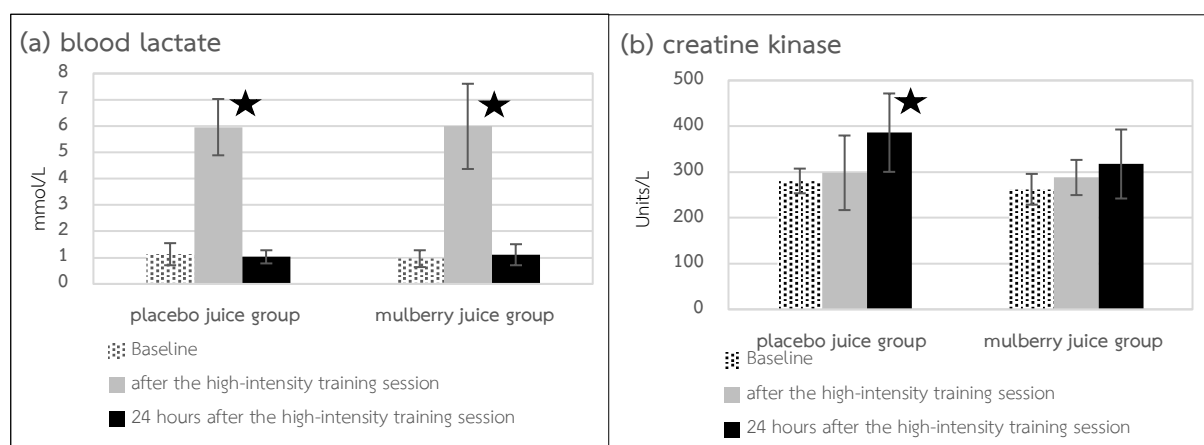 (a) blood lactate
8
7
6
5
4
3
2
1
0
mmol/L
placebo juice group
mulberry juice group
Baseline
after the high-intensity training session
24 hours after the high-intensity training session
(b) creatine kinase
500
400
300
200
100
0
Units/L
placebo juice group
mulberry juice group
Baseline
after the high-intensity training session
24 hours after the high-intensity training session